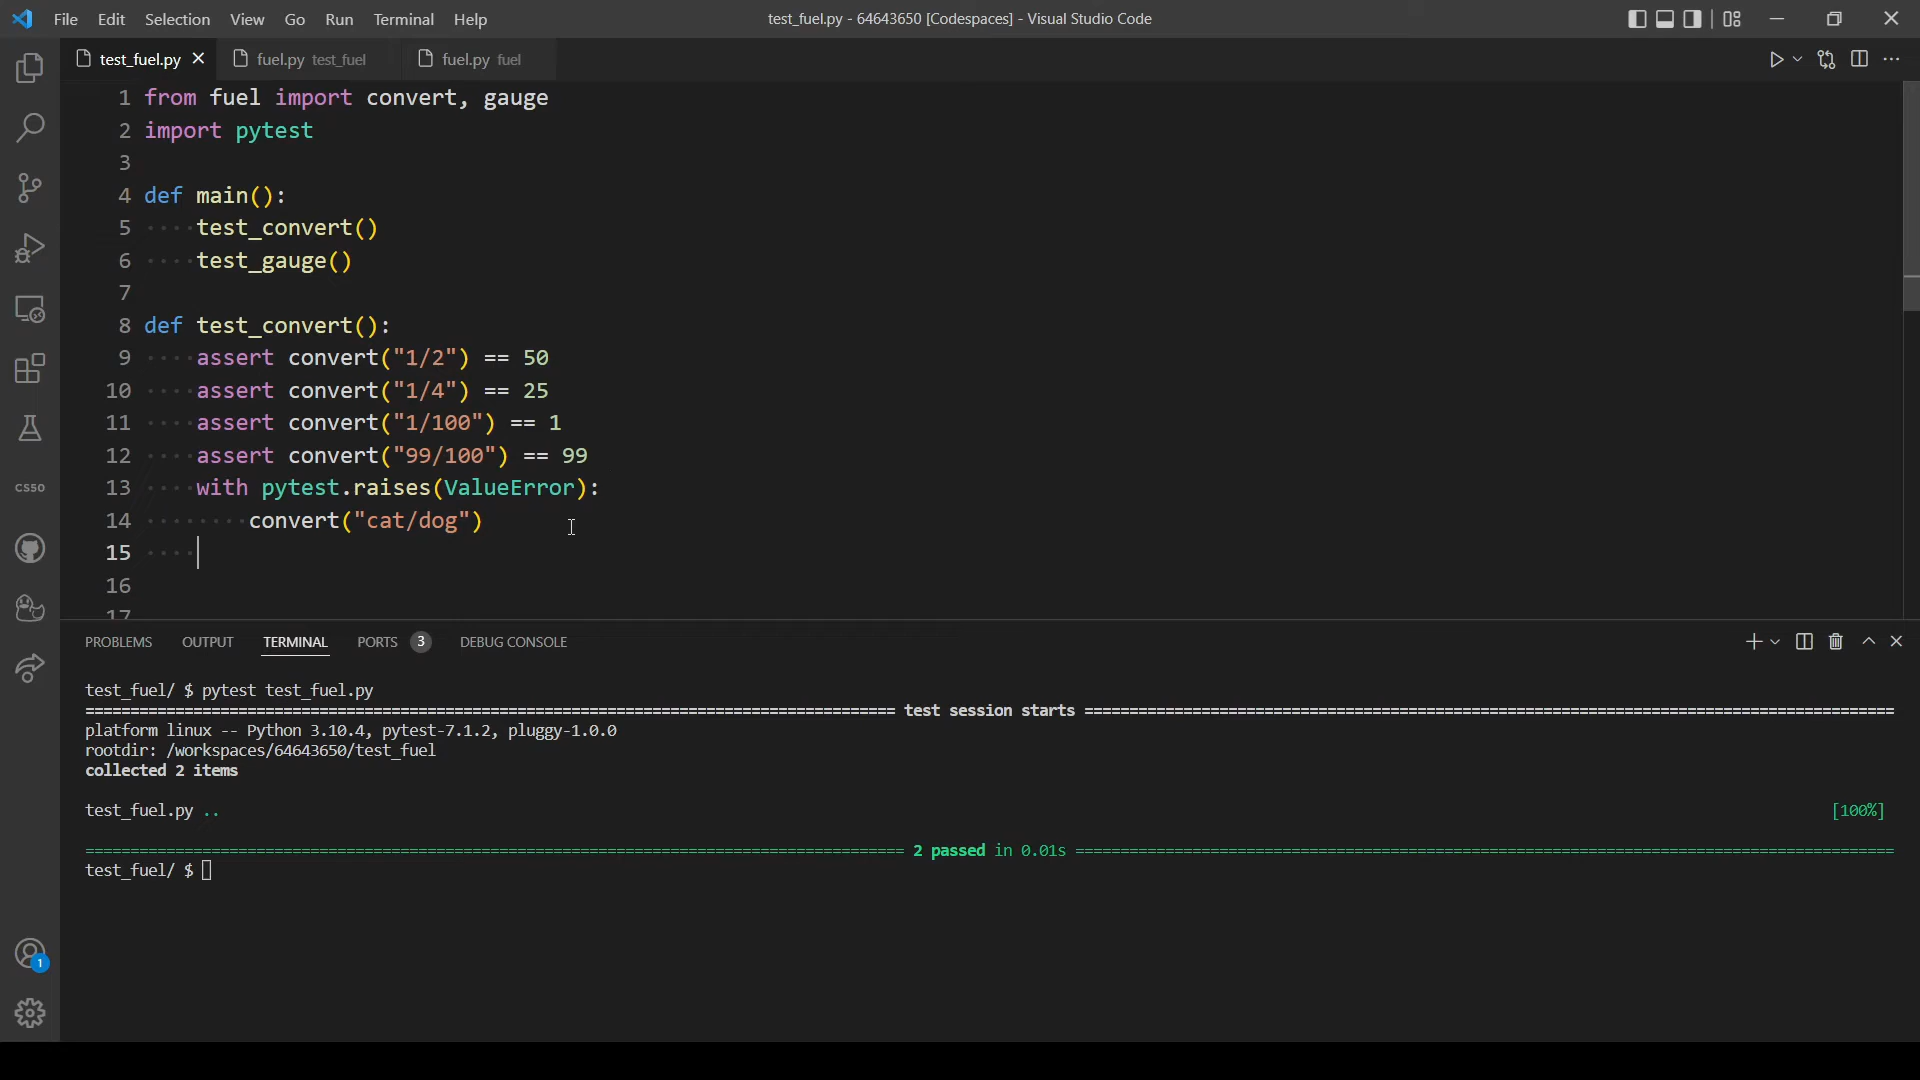 File Edit Selection View Go Run Terminal Help
test_fuel.py - 64643650 [Codespaces] - Visual Studio Code
test_fuel.py fuel.py test_fuel fuel.py fuel
1 from fuel import convert, gauge
2 import pytest
3
4 def main():
5 ····test_convert()
6 ····test_gauge()
7
8 def test_convert():
9 ····assert convert("1/2") == 50
10 ····assert convert("1/4") == 25
11 ····assert convert("1/100") == 1
12 ····assert convert("99/100") == 99
13 ····with pytest.raises(ValueError):
14 ········convert("cat/dog")
15 ····
16
17
CS50
PROBLEMS OUTPUT TERMINAL PORTS 3 DEBUG CONSOLE
test_fuel/ $ pytest test_fuel.py
=== test session starts ===
platform linux -- Python 3.10.4, pytest-7.1.2, pluggy-1.0.0
rootdir: /workspaces/64643650/test_fuel
collected 2 items
test_fuel.py .. [100%]
=== 2 passed in 0.01s ===
test_fuel/ $
1